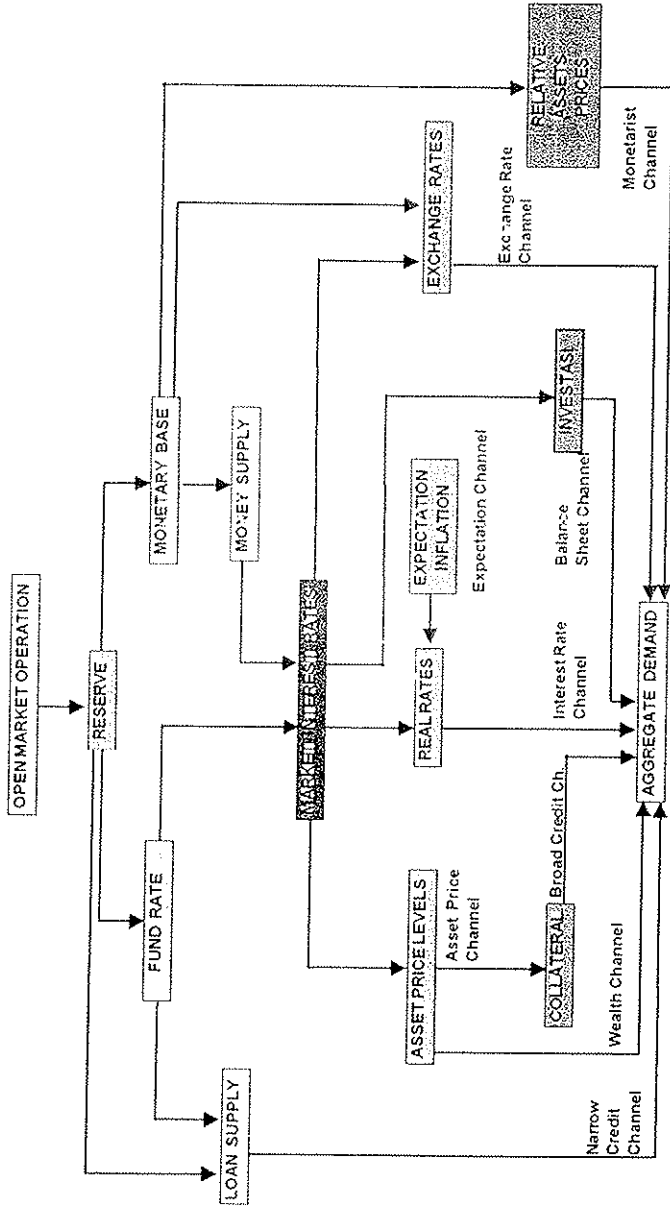 OPEN MARKET OPERATION
RESERVE
FUND RATE
MONETARY BASE
LOAN SUPPLY
MONEY SUPPLY
MARKET INTEREST RATES
ASSET PRICE LEVELS
Asset Price
Channel
REAL RATES
EXPECTATION
INFLATION
Expectation Channel
EXCHANGE RATES
Exchange Rate
Channel
RELATIVE
ASSETS
PRICES
COLLATERAL
Broad Credit Ch.
INVESTASI
Narrow
Credit
Channel
Wealth Channel
Interest Rate
Channel
Balance
Sheet Channel
Monetarist
Channel
AGGREGATE DEMAND